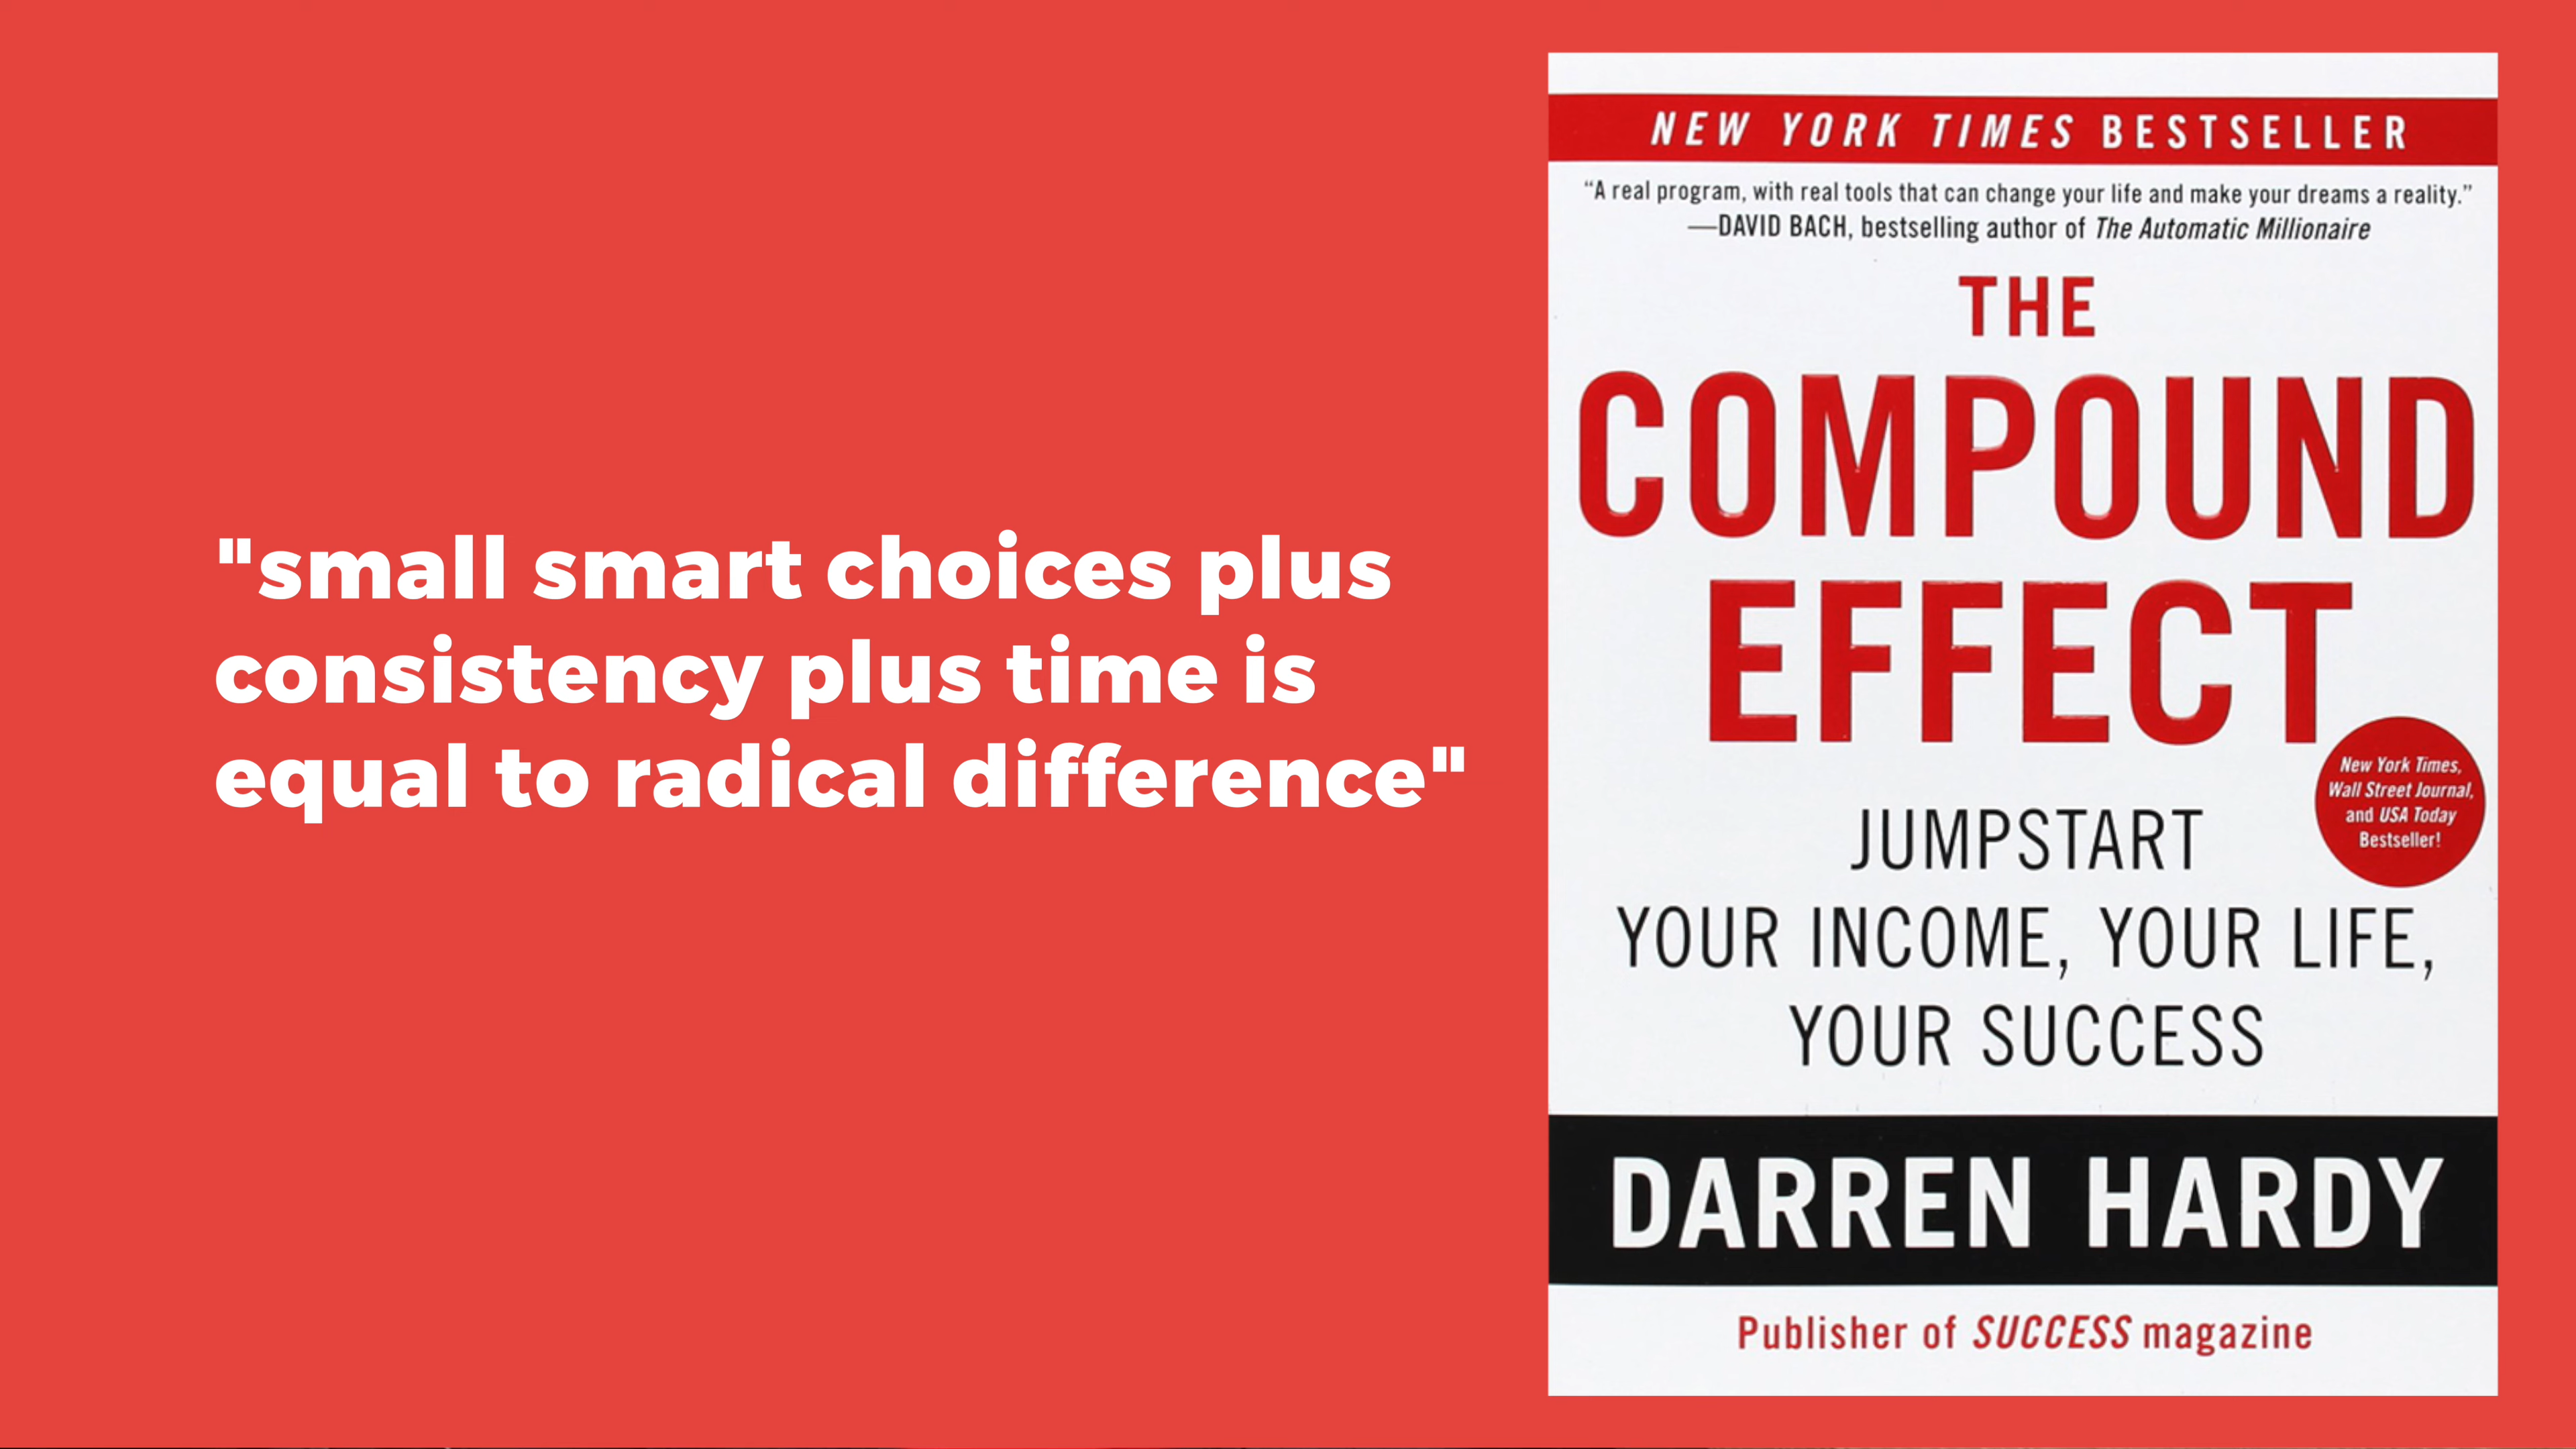 "small smart choices plus
consistency plus time is
equal to radical difference"
NEW YORK TIMES BESTSELLER
“A real program, with real tools that can change your life and make your dreams a reality.”
—DAVID BACH, bestselling author of The Automatic Millionaire
THE
COMPOUND
EFFECT
New York Times,
Wall Street Journal,
and USA Today
Bestseller!
JUMPSTART
YOUR INCOME, YOUR LIFE,
YOUR SUCCESS
DARREN HARDY
Publisher of SUCCESS magazine